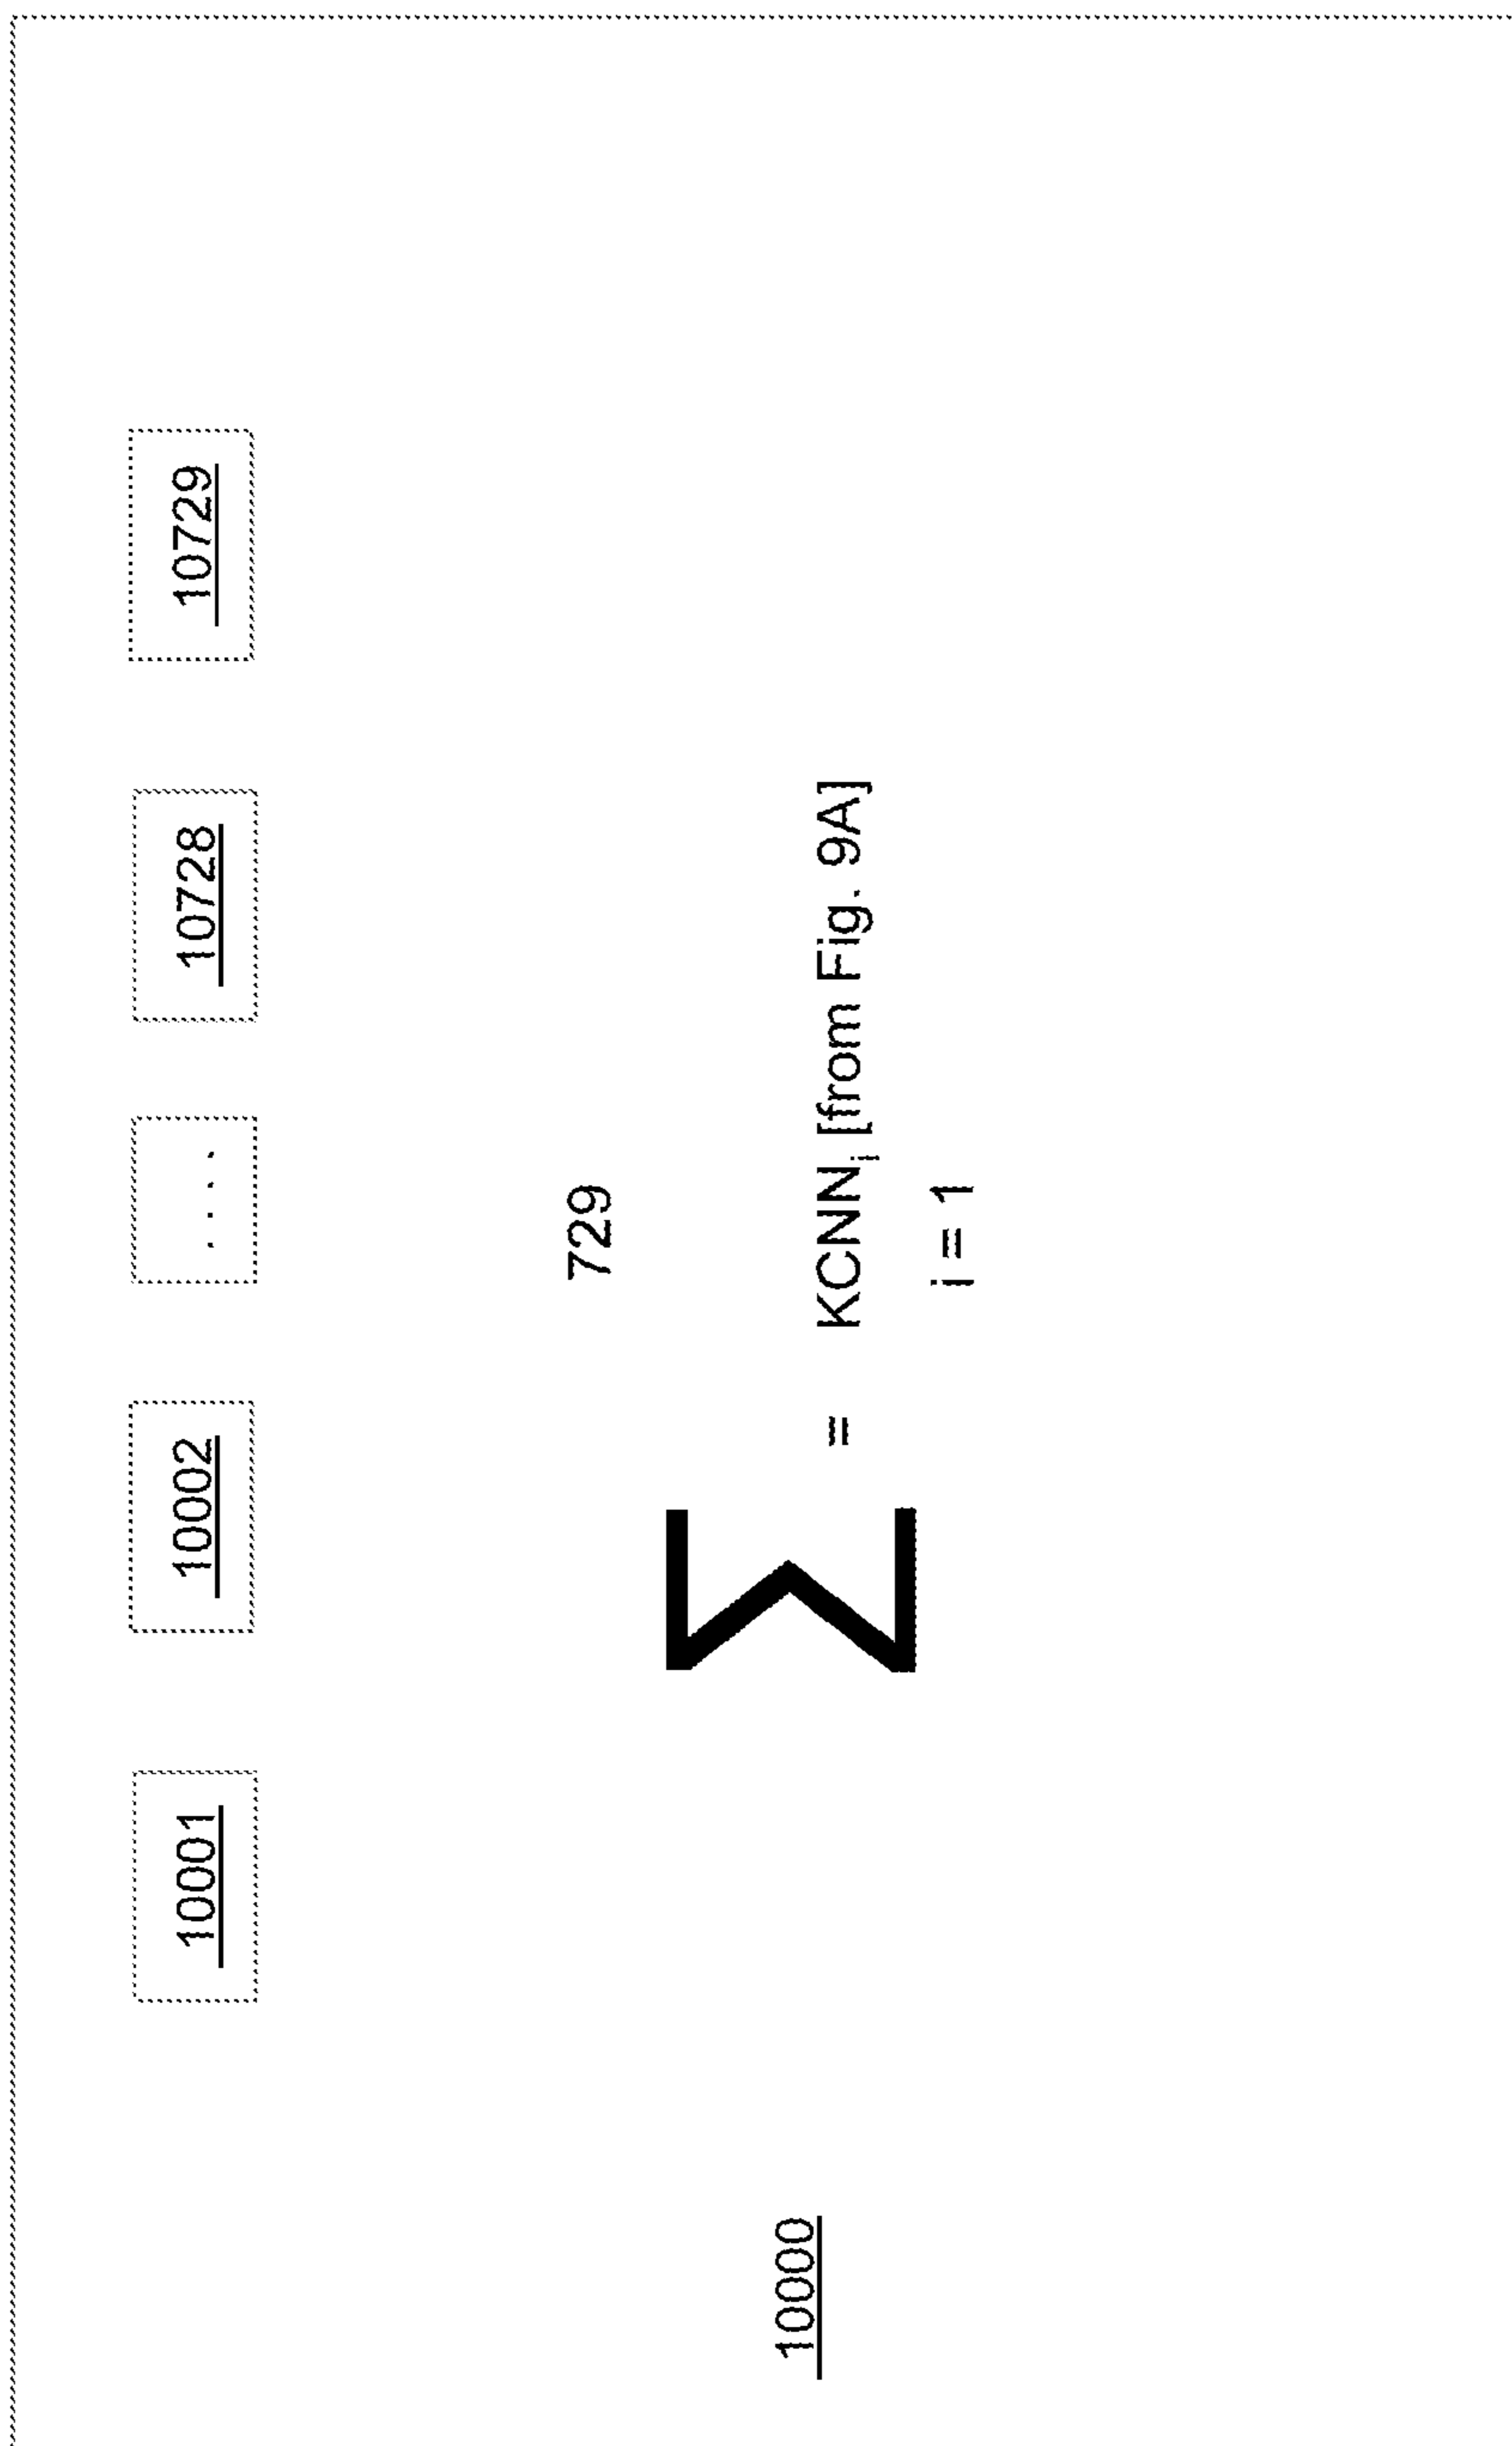 10001 10002 .... 10728 10729
729
Σ = KCNNᵢ [from Fig. 9A]
i = 1
10000